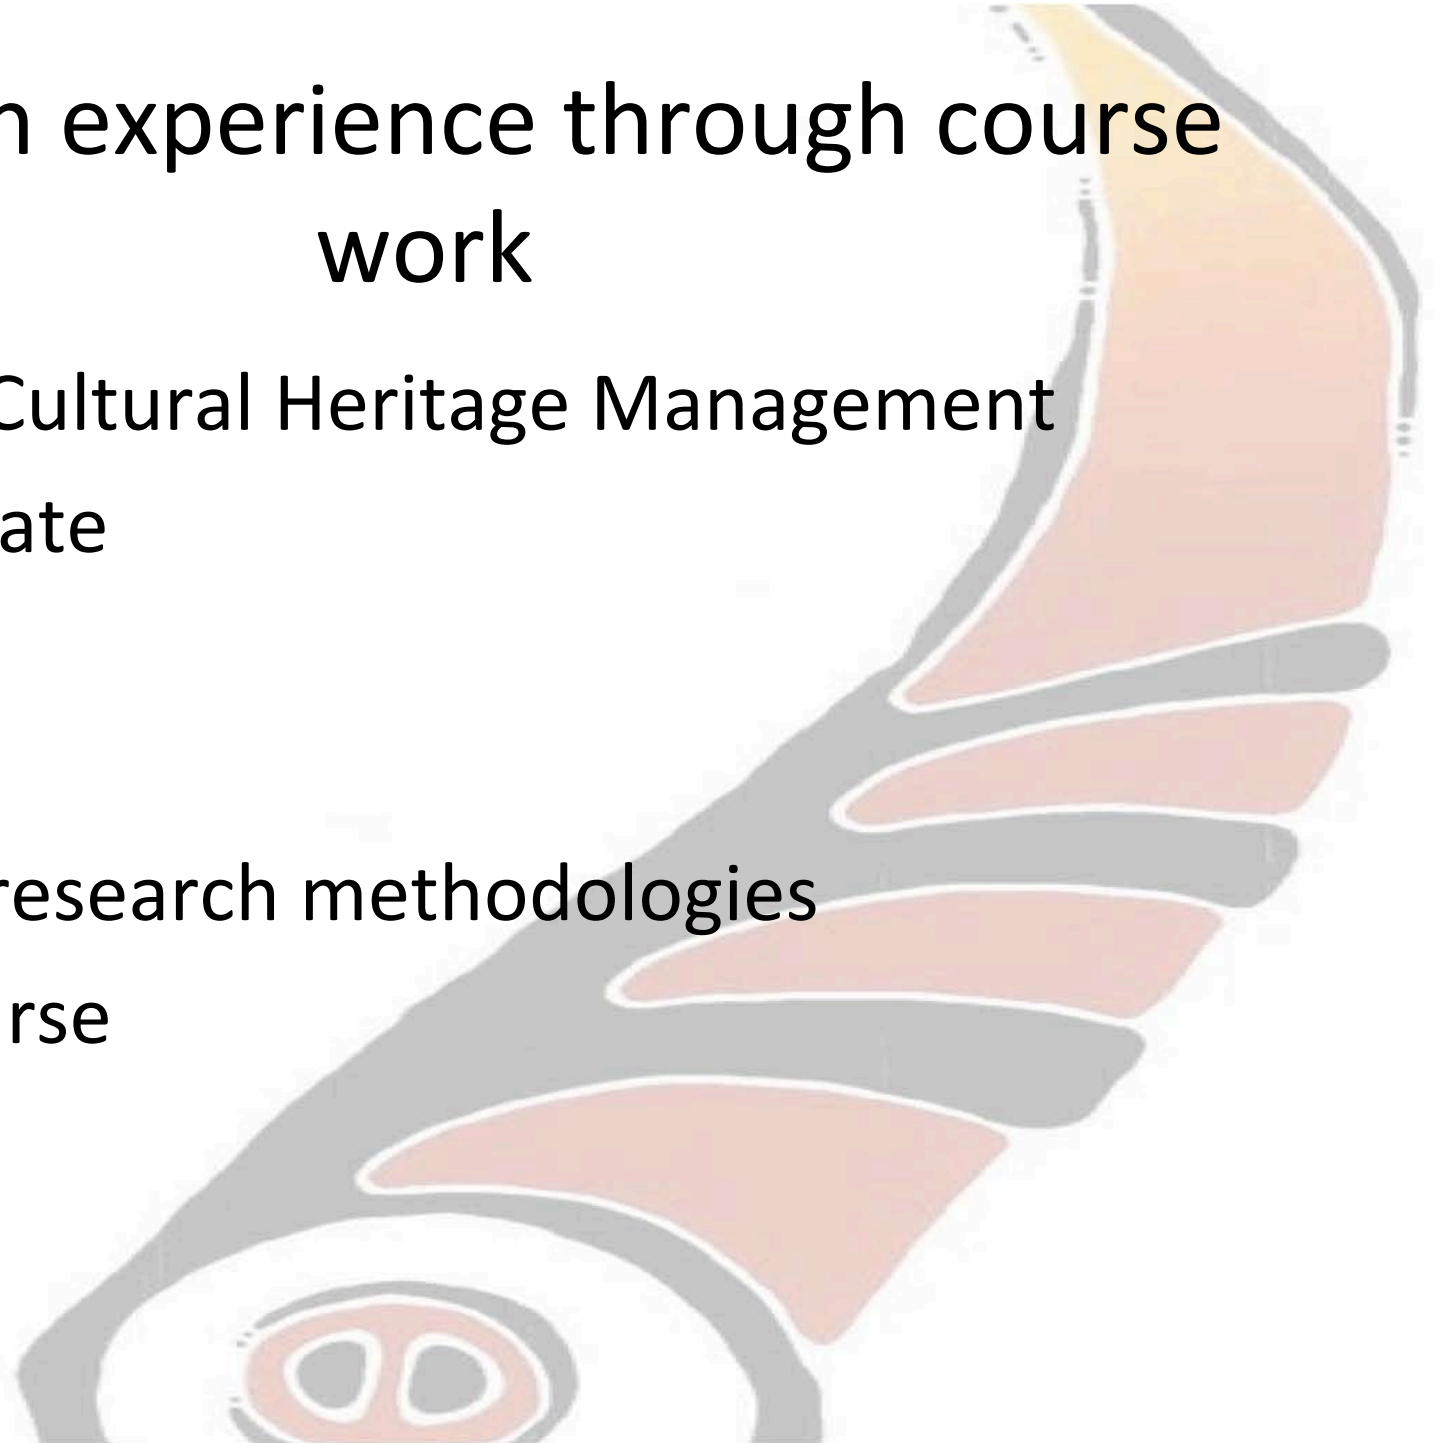 n experience through course
work
Cultural Heritage Management
ate
research methodologies
rse